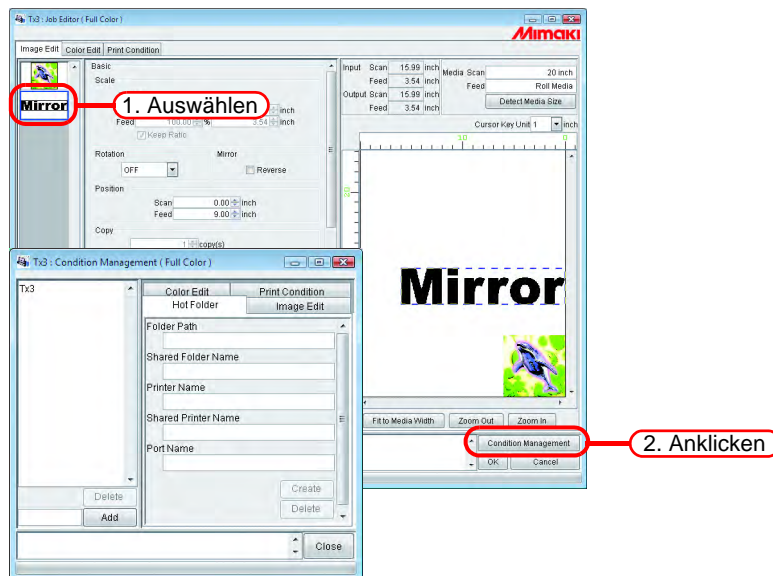 Tx3 : Job Editor ( Full Color )
Mimaki
Image Edit Color Edit Print Condition
Mirror
1. Auswählen
Basic
Scale
inch
Feed 100.00 % 3.54 inch
Keep Ratio
Rotation Mirror
OFF Reverse
Position
Scan 0.00 inch
Feed 9.00 inch
Copy
1 copy(s)
Input Scan 15.99 inch
Feed 3.54 inch
Output Scan 15.99 inch
Feed 3.54 inch
Media Scan 20 inch
Feed Roll Media
Detect Media Size
Cursor Key Unit 1 inch
10 0
20
Mirror
Fit to Media Width Zoom Out Zoom In
Condition Management
OK Cancel
2. Anklicken
Tx3 : Condition Management ( Full Color )
Tx3
Color Edit Print Condition
Hot Folder Image Edit
Folder Path
Shared Folder Name
Printer Name
Shared Printer Name
Port Name
Create
Delete
Delete
Add
Close